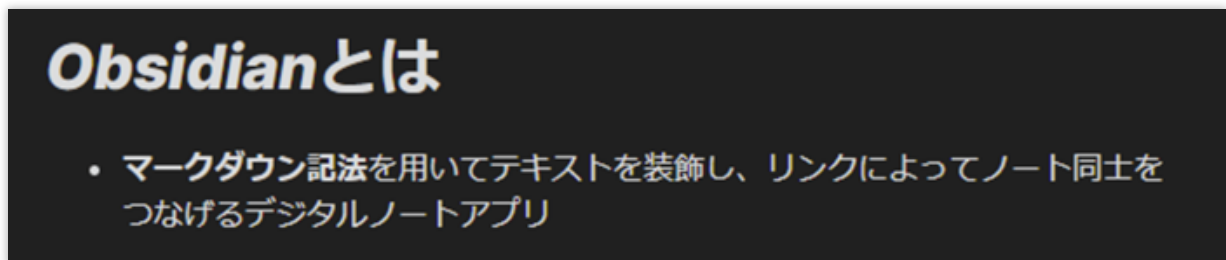 Obsidianとは
• マークダウン記法を用いてテキストを装飾し、リンクによってノート同士を
つなげるデジタルノートアプリ